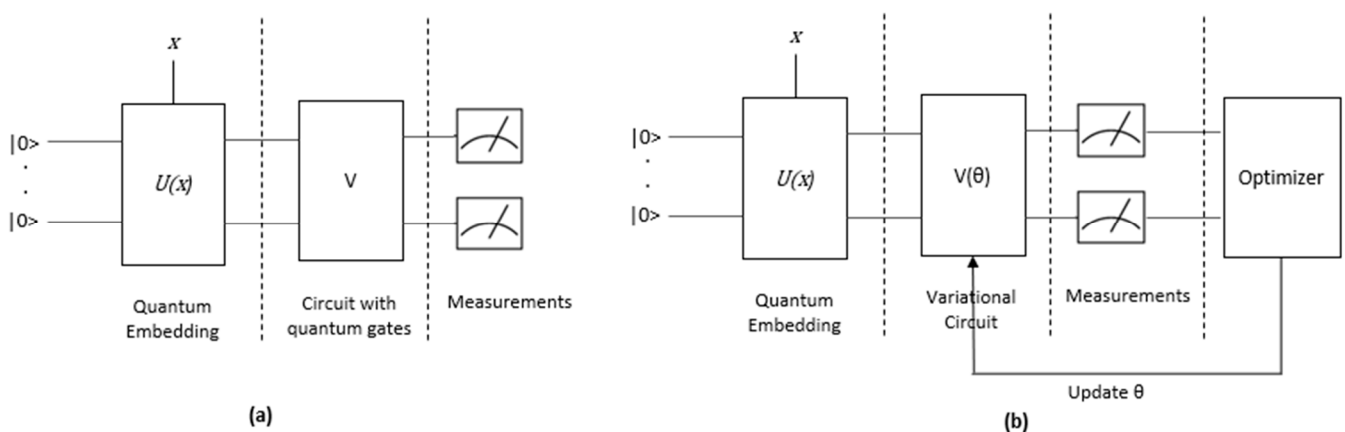 x
|0>
.
.
|0>
U(x)
V
Quantum
Embedding
Circuit with
quantum gates
Measurements
(a)
x
|0>
.
.
|0>
U(x)
V(θ)
Optimizer
Quantum
Embedding
Variational
Circuit
Measurements
Update θ
(b)